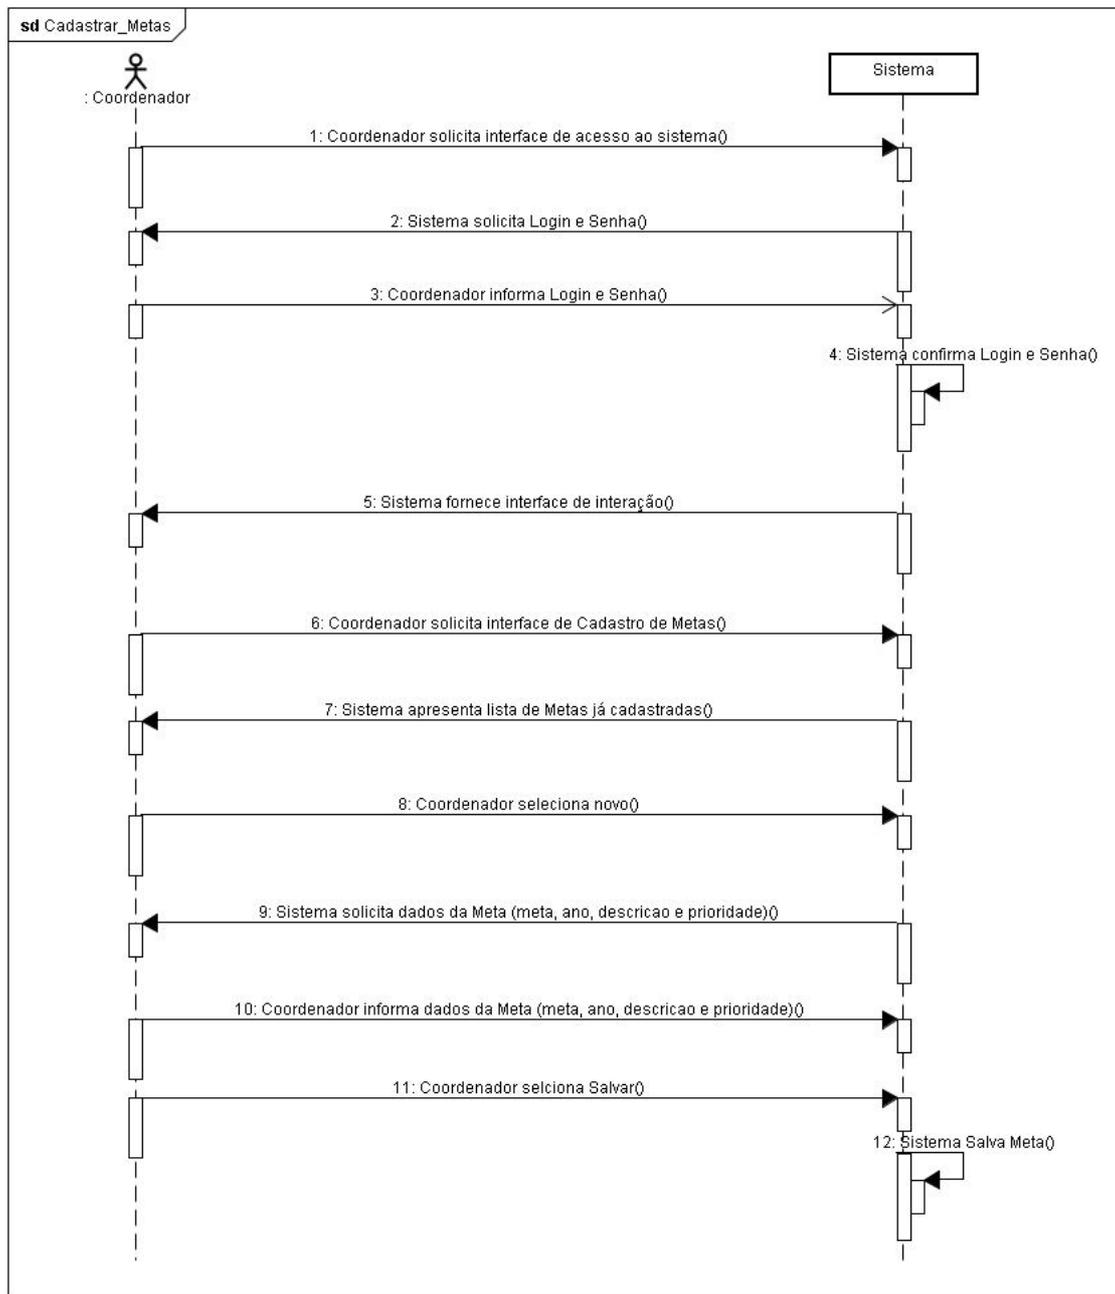 sd Cadastrar_Metas
: Coordenador
Sistema
1: Coordenador solicita interface de acesso ao sistema()
2: Sistema solicita Login e Senha()
3: Coordenador informa Login e Senha()
4: Sistema confirma Login e Senha()
5: Sistema fornece interface de interação()
6: Coordenador solicita interface de Cadastro de Metas()
7: Sistema apresenta lista de Metas já cadastradas()
8: Coordenador seleciona novo()
9: Sistema solicita dados da Meta (meta, ano, descricao e prioridade)()
10: Coordenador informa dados da Meta (meta, ano, descricao e prioridade)()
11: Coordenador selciona Salvar()
12: Sistema Salva Meta()